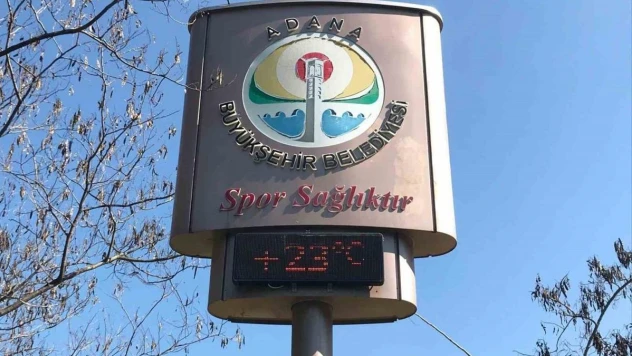 ADANA
BÜYÜKŞEHİR BELEDİYESİ
Spor Sağlıktır
+23°C